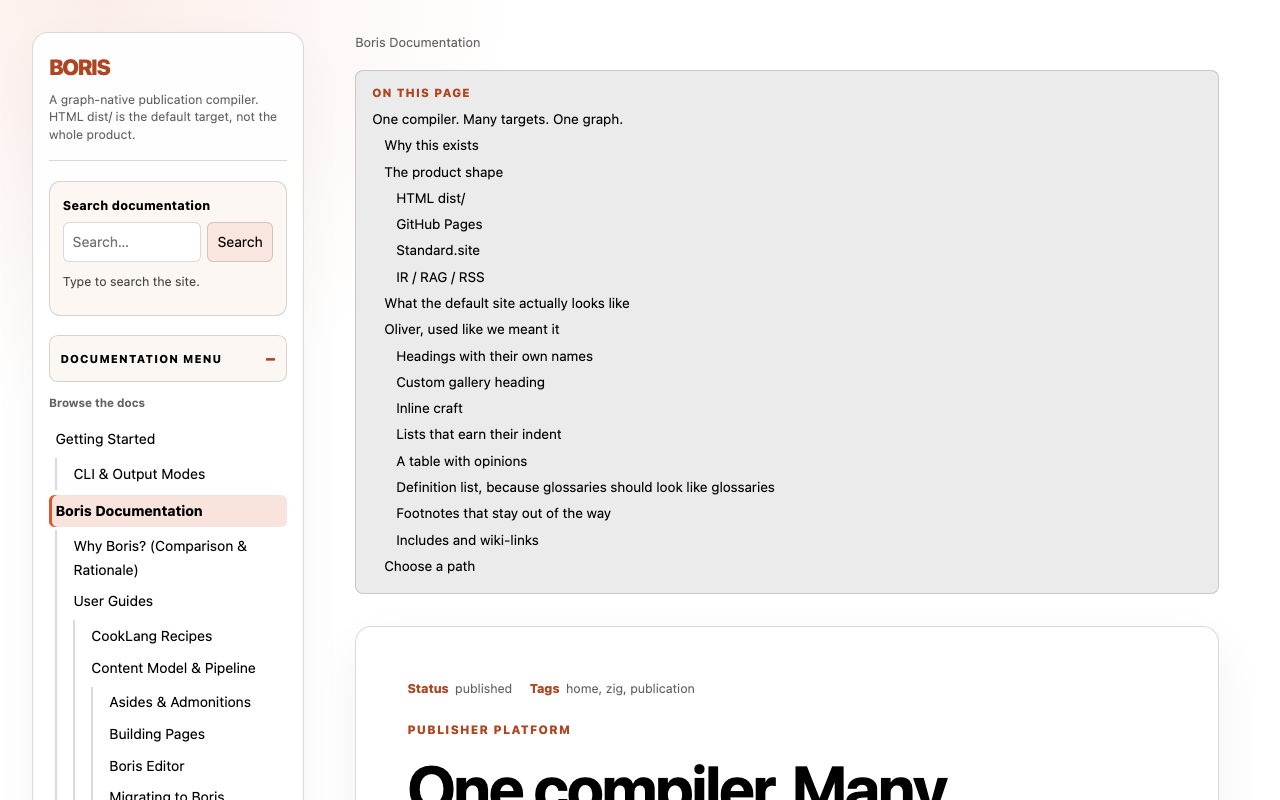 BORIS
A graph-native publication compiler.
HTML dist/ is the default target, not the
whole product.
Search documentation
Search...
Search
Type to search the site.
DOCUMENTATION MENU
Browse the docs
Getting Started
CLI & Output Modes
Boris Documentation
Why Boris? (Comparison &
Rationale)
User Guides
CookLang Recipes
Content Model & Pipeline
Asides & Admonitions
Building Pages
Boris Editor
Migrating to Boris
Boris Documentation
ON THIS PAGE
One compiler. Many targets. One graph.
Why this exists
The product shape
HTML dist/
GitHub Pages
Standard.site
IR / RAG / RSS
What the default site actually looks like
Oliver, used like we meant it
Headings with their own names
Custom gallery heading
Inline craft
Lists that earn their indent
A table with opinions
Definition list, because glossaries should look like glossaries
Footnotes that stay out of the way
Includes and wiki-links
Choose a path
Status published Tags home, zig, publication
PUBLISHER PLATFORM
One compiler. Many